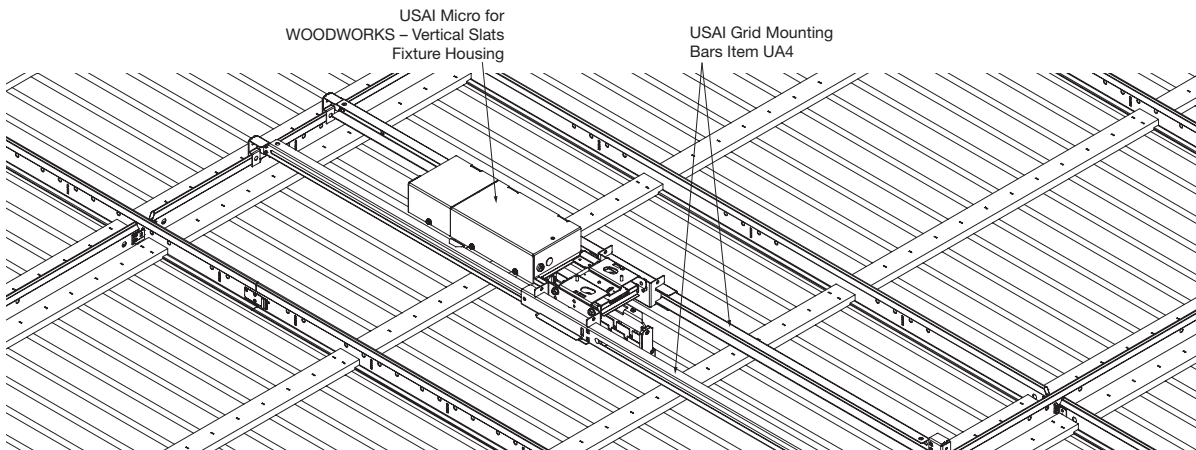 USAI Micro for
WOODWORKS – Vertical Slats
Fixture Housing
USAI Grid Mounting
Bars Item UA4